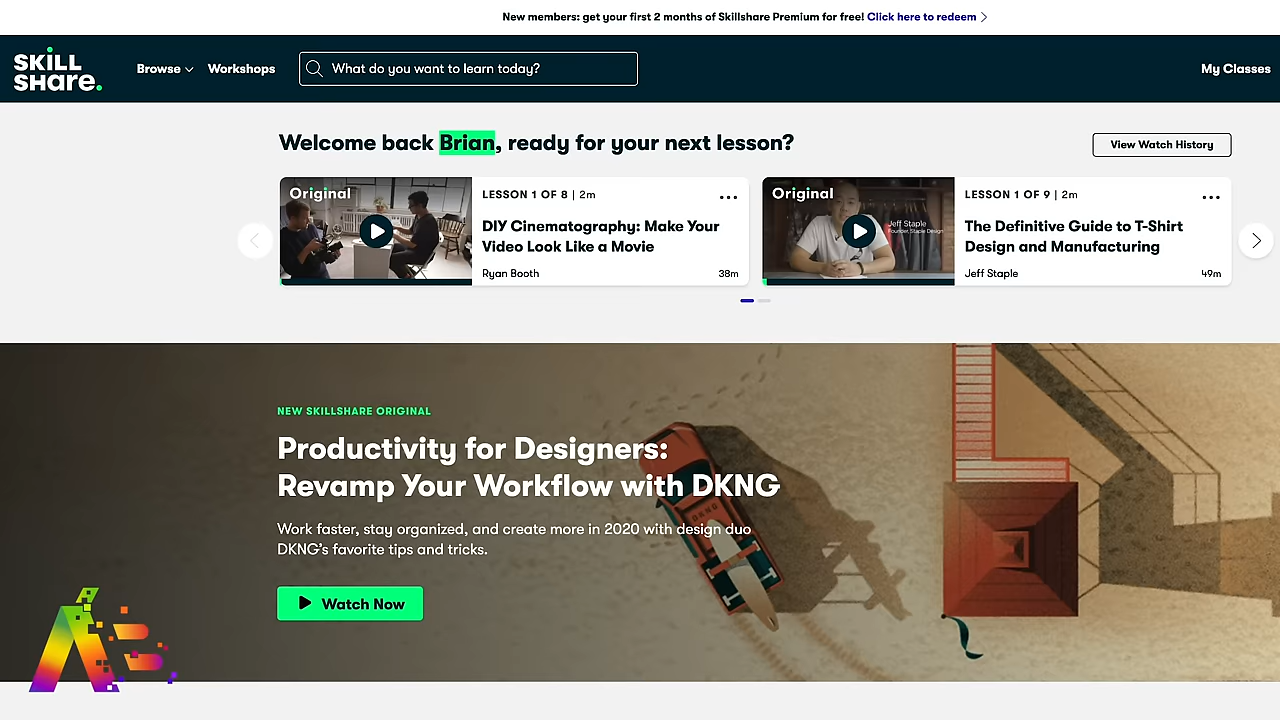 New members: get your first 2 months of Skillshare Premium for free! Click here to redeem
SKiLL
SHare.
Browse
Workshops
What do you want to learn today?
My Classes
Welcome back Brian, ready for your next lesson?
View Watch History
Original
LESSON 1 OF 8 | 2m
DIY Cinematography: Make Your
Video Look Like a Movie
Ryan Booth
38m
Original
Jeff Staple
Founder, Staple Design
LESSON 1 OF 9 | 2m
The Definitive Guide to T-Shirt
Design and Manufacturing
Jeff Staple
49m
NEW SKILLSHARE ORIGINAL
Productivity for Designers:
Revamp Your Workflow with DKNG
Work faster, stay organized, and create more in 2020 with design duo
DKNG's favorite tips and tricks.
Watch Now
DKNG